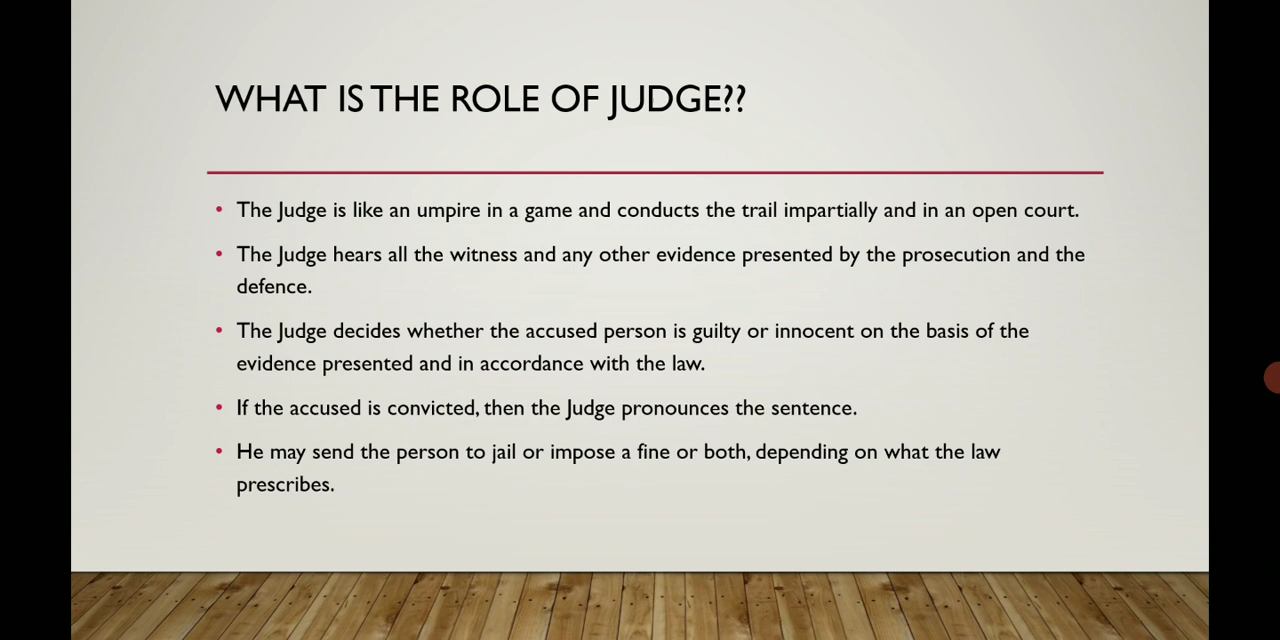 WHAT IS THE ROLE OF JUDGE??
• The Judge is like an umpire in a game and conducts the trail impartially and in an open court.
• The Judge hears all the witness and any other evidence presented by the prosecution and the
defence.
• The Judge decides whether the accused person is guilty or innocent on the basis of the
evidence presented and in accordance with the law.
• If the accused is convicted, then the Judge pronounces the sentence.
• He may send the person to jail or impose a fine or both, depending on what the law
prescribes.